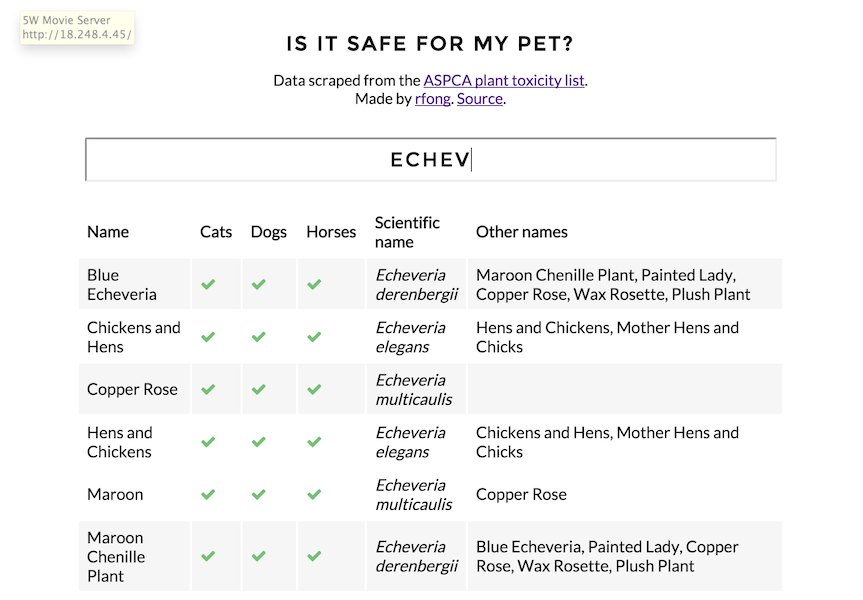 5W Movie Server
http://18.248.4.45/
IS IT SAFE FOR MY PET?
Data scraped from the ASPCA plant toxicity list.
Made by rfong. Source.
ECHEV
Name Cats Dogs Horses Scientific name Other names
Blue Echeveria Echeveria derenbergii Maroon Chenille Plant, Painted Lady,
Copper Rose, Wax Rosette, Plush Plant
Chickens and Hens Echeveria elegans Hens and Chickens, Mother Hens and
Chicks
Copper Rose Echeveria multicaulis
Hens and Chickens Echeveria elegans Chickens and Hens, Mother Hens and
Chicks
Maroon Echeveria multicaulis Copper Rose
Maroon Chenille Plant Echeveria derenbergii Blue Echeveria, Painted Lady, Copper
Rose, Wax Rosette, Plush Plant